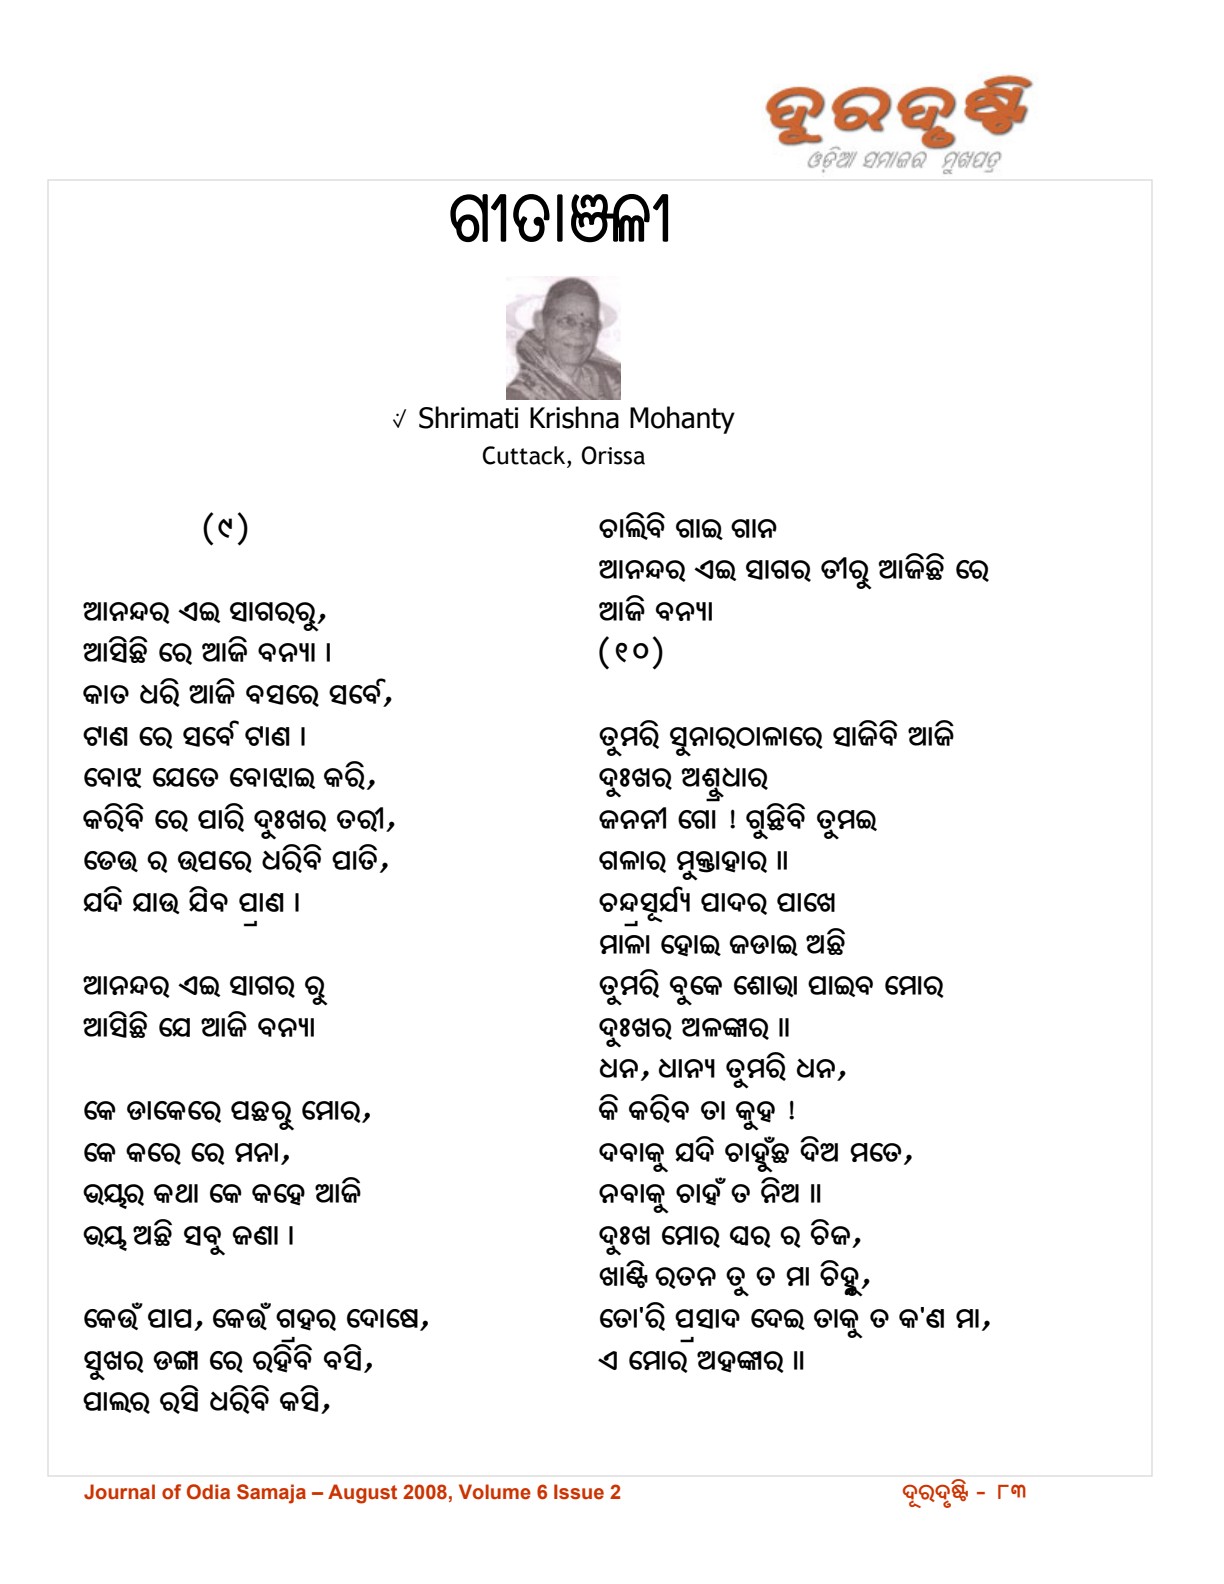 ଦୁରଦୃଷ୍ଟି
ଓଡ଼ିଆ ସମାଜର ମୁଖପତ୍ର
ଗୀତାଞ୍ଜଳୀ
Shrimati Krishna Mohanty
Cuttack, Orissa
(୯)
ଆନନ୍ଦର ଏଇ ସାଗରରୁ,
ଆସିଛି ରେ ଆଜି ବନ୍ୟା ।
କାତ ଧରି ଆଜି ବସରେ ସର୍ବେ,
ଟାଣ ରେ ସର୍ବେ ଟାଣ ।
ବୋଝ ଯେତେ ବୋଝାଇ କରି,
କରିବି ରେ ପାରି ଦୁଃଖର ତରୀ,
ଡେଉ ର ଉପରେ ଧରିବି ପାତି,
ଯଦି ଯାଉ ଯିବ ପ୍ରାଣ ।
ଆନନ୍ଦର ଏଇ ସାଗର ରୁ
ଆସିଛି ଯେ ଆଜି ବନ୍ୟା
କେ ଡାକେରେ ପଛରୁ ମୋର,
କେ କରେ ରେ ମନା,
ଭୟର କଥା କେ କହେ ଆଜି
ଭୟ ଅଛି ସବୁ ଜଣା ।
କେଉଁ ପାପ, କେଉଁ ଗ୍ରହର ଦୋଷେ,
ସୁଖର ଡଙ୍ଗା ରେ ରହିବି ବସି,
ପାଲର ରସି ଧରିବି କସି,
ଚାଲିବି ଗାଇ ଗାନ
ଆନନ୍ଦର ଏଇ ସାଗର ତୀରୁ ଆଜିଛି ରେ
ଆଜି ବନ୍ୟା
(୧୦)
ତୁମରି ସୁନାରଠାଳାରେ ସାଜିବି ଆଜି
ଦୁଃଖର ଅଶ୍ରୁଧାର
ଜନନୀ ଗୋ ! ଗୁଛିବି ତୁମଇ
ଗଳାର ମୁକ୍ତାହାର ॥
ଚନ୍ଦ୍ରସୂର୍ଯ୍ୟ ପାଦର ପାଖେ
ମାଳା ହୋଇ ଜଡାଇ ଅଛି
ତୁମରି ବୁକେ ଶୋଭା ପାଇବ ମୋର
ଦୁଃଖର ଅଳଙ୍କାର ॥
ଧନ, ଧାନ୍ୟ ତୁମରି ଧନ,
କି କରିବ ତା କୁହ !
ଦବାକୁ ଯଦି ଚାହୁଁଛ ଦିଅ ମତେ,
ନବାକୁ ଚାହଁ ତ ନିଅ ॥
ଦୁଃଖ ମୋର ଘର ର ଚିଜ,
ଖାଣ୍ଟି ରତନ ତୁ ତ ମା ଚିହ୍ନୁ,
ତୋ'ରି ପ୍ରସାଦ ଦେଇ ତାକୁ ତ କ'ଣ ମା,
ଏ ମୋର ଅହଙ୍କାର ॥
Journal of Odia Samaja – August 2008, Volume 6 Issue 2
ଦୂରଦୃଷ୍ଟି - ୮୩